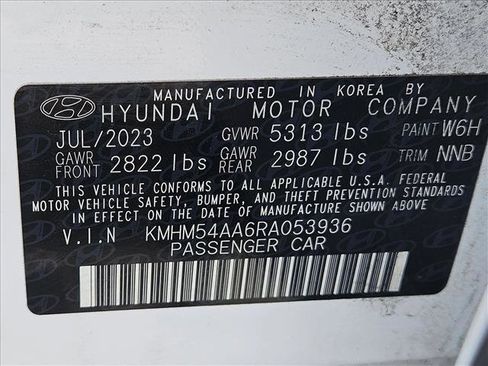 MANUFACTURED IN KOREA BY
HYUNDAI MOTOR COMPANY
JUL/2023 GVWR 5313 lbs PAINT W6H
GAWR FRONT 2822 lbs GAWR REAR 2987 lbs TRIM NNB
THIS VEHICLE CONFORMS TO ALL APPLICABLE U.S.A. FEDERAL
MOTOR VEHICLE SAFETY, BUMPER, AND THEFT PREVENTION STANDARDS
IN EFFECT ON THE DATE OF MANUFACTURE SHOWN ABOVE.
V.I.N KMHM54AA6RA053936
PASSENGER CAR